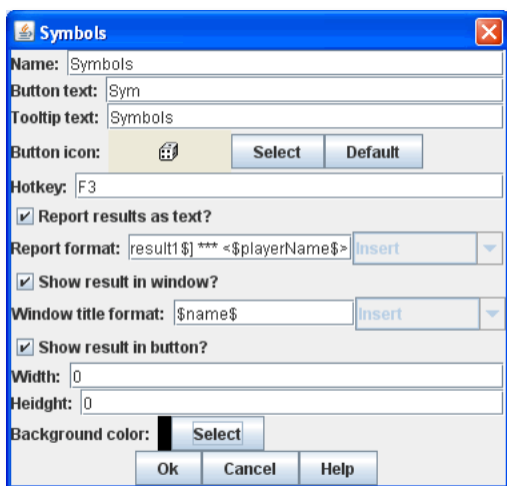 Symbols
Name: Symbols
Button text: Sym
Tooltip text: Symbols
Button icon: Select Default
Hotkey: F3
Report results as text?
Report format: result1$] *** <$playerName$> Insert
Show result in window?
Window title format: $name$ Insert
Show result in button?
Width: 0
Heidght: 0
Background color: Select
Ok Cancel Help